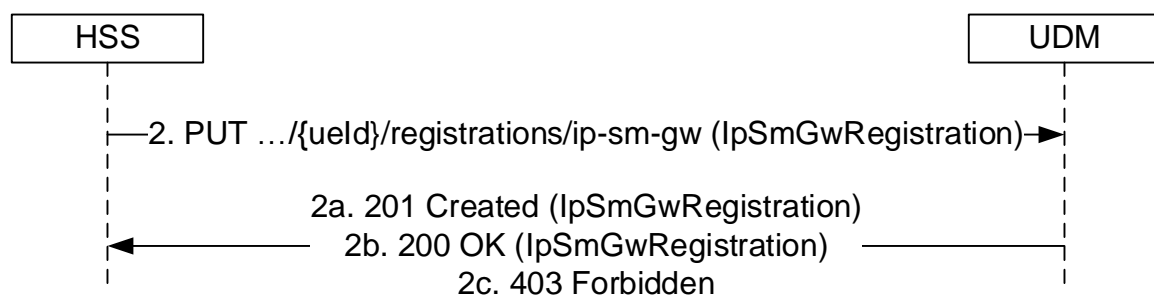 HSS
UDM
2. PUT …/{ueId}/registrations/ip-sm-gw (IpSmGwRegistration)
2a. 201 Created (IpSmGwRegistration)
2b. 200 OK (IpSmGwRegistration)
2c. 403 Forbidden